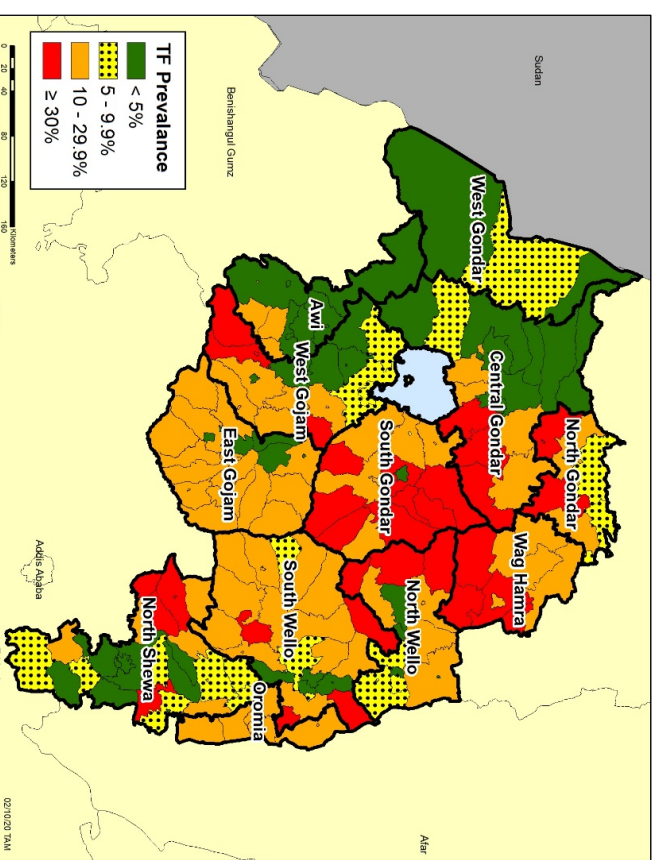 Sudan
Benishangul Gumz
West Gondar
Central Gondar
North Gondar
Wag Hamra
Awi
West Gojam
South Gondar
North Wello
East Gojam
South Wello
Oromia
North Shewa
Addis Ababa
Afar
TF Prevalance
< 5%
5 - 9.9%
10 - 29.9%
≥ 30%
0 20 40 80 120 160
Kilometers
02/10/20 TAM